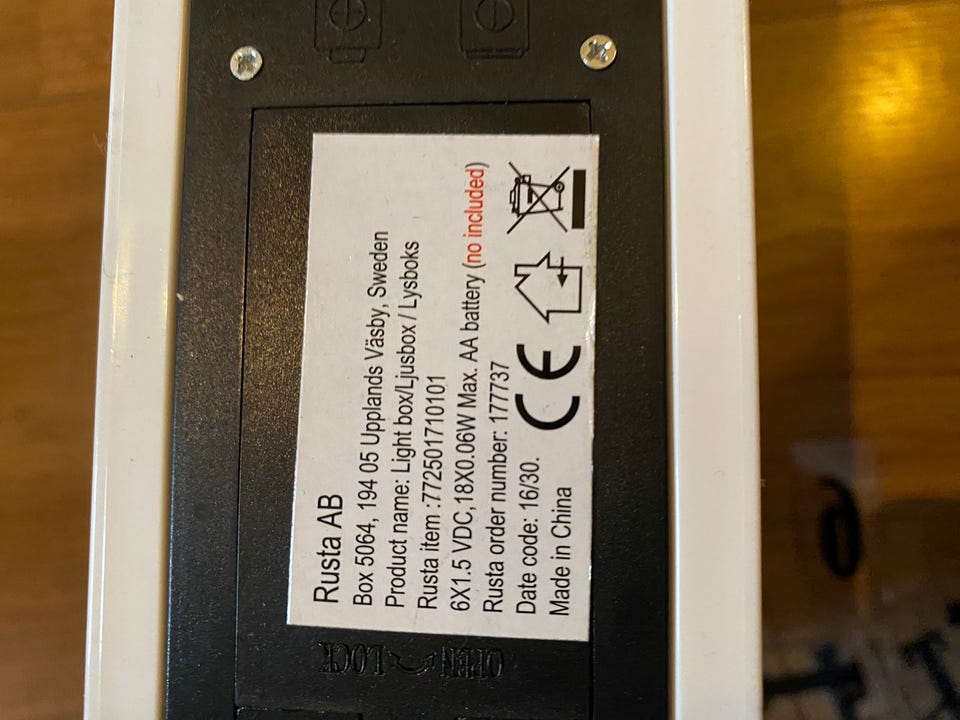 Rusta AB
Box 5064, 194 05 Upplands Väsby, Sweden
Product name: Light box/Ljusbox / Lysboks
Rusta item :772501710101
6X1.5 VDC,18X0.06W Max. AA battery (no included)
Rusta order number: 177737
Date code: 16/30.
Made in China
CE
LOCK
OPEN